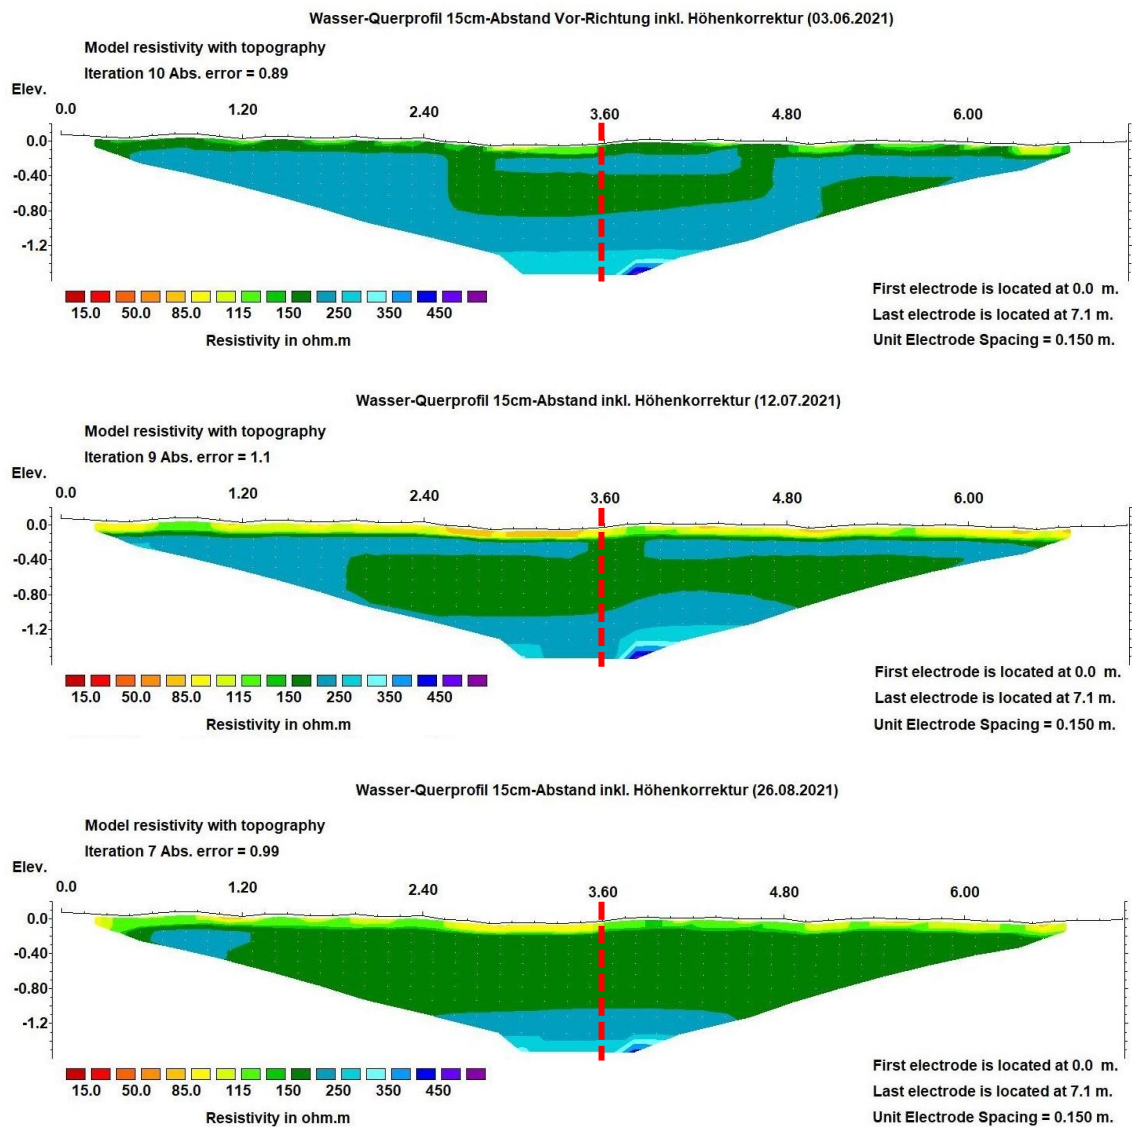 Wasser-Querprofil 15cm-Abstand Vor-Richtung inkl. Höhenkorrektur (03.06.2021)
Model resistivity with topography
Iteration 10 Abs. error = 0.89
Elev.
0.0 1.20 2.40 3.60 4.80 6.00
0.0
-0.40
-0.80
-1.2
15.0 50.0 85.0 115 150 250 350 450
Resistivity in ohm.m
First electrode is located at 0.0 m.
Last electrode is located at 7.1 m.
Unit Electrode Spacing = 0.150 m.
Wasser-Querprofil 15cm-Abstand inkl. Höhenkorrektur (12.07.2021)
Model resistivity with topography
Iteration 9 Abs. error = 1.1
Elev.
0.0 1.20 2.40 3.60 4.80 6.00
0.0
-0.40
-0.80
-1.2
15.0 50.0 85.0 115 150 250 350 450
Resistivity in ohm.m
First electrode is located at 0.0 m.
Last electrode is located at 7.1 m.
Unit Electrode Spacing = 0.150 m.
Wasser-Querprofil 15cm-Abstand inkl. Höhenkorrektur (26.08.2021)
Model resistivity with topography
Iteration 7 Abs. error = 0.99
Elev.
0.0 1.20 2.40 3.60 4.80 6.00
0.0
-0.40
-0.80
-1.2
15.0 50.0 85.0 115 150 250 350 450
Resistivity in ohm.m
First electrode is located at 0.0 m.
Last electrode is located at 7.1 m.
Unit Electrode Spacing = 0.150 m.